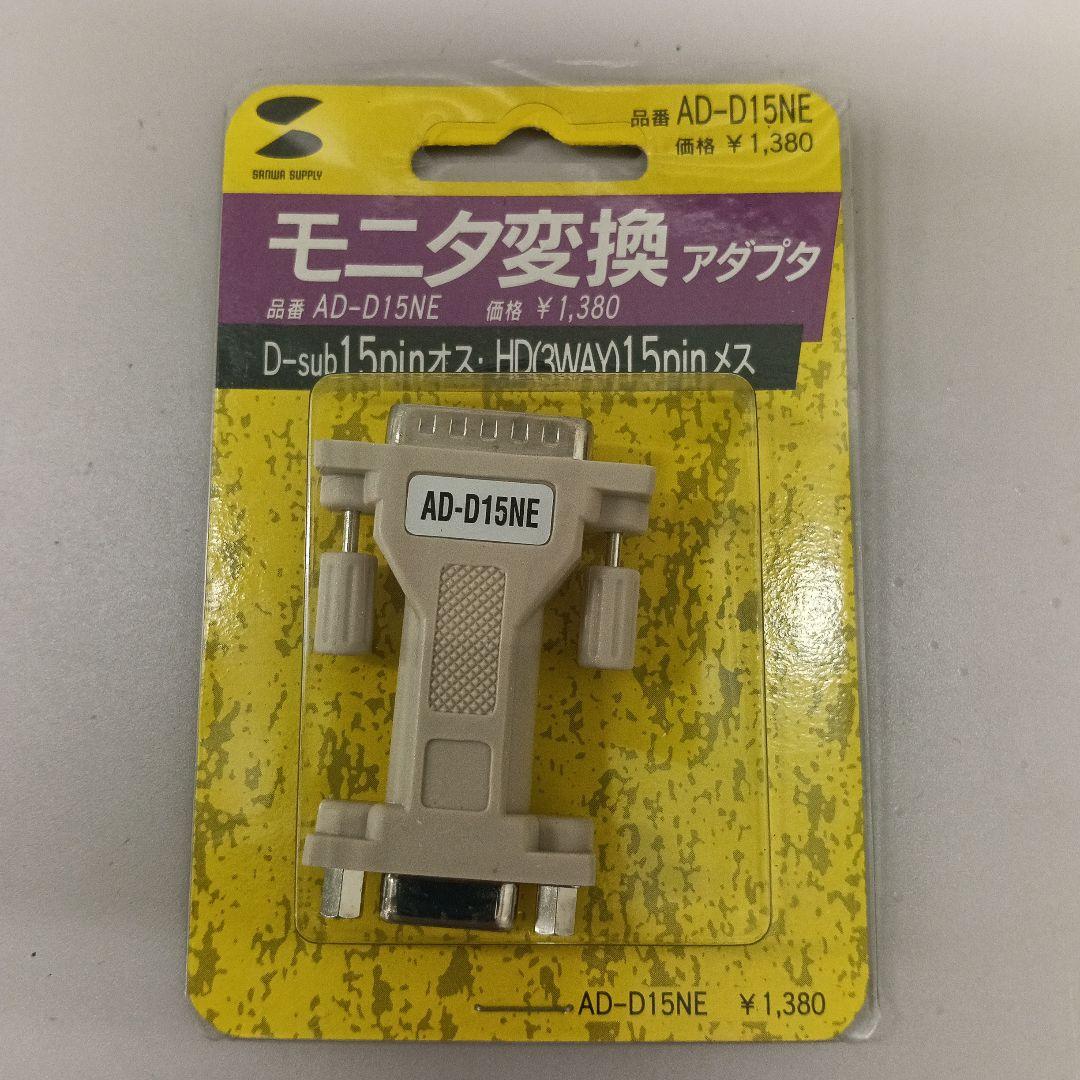 SANWA SUPPLY
品番 AD-D15NE
価格 ¥1,380
モニタ変換アダプタ
品番 AD-D15NE 価格 ¥1,380
D-sub15pinオス・HD(3WAY)15pinメス
AD-D15NE
AD-D15NE ¥1,380